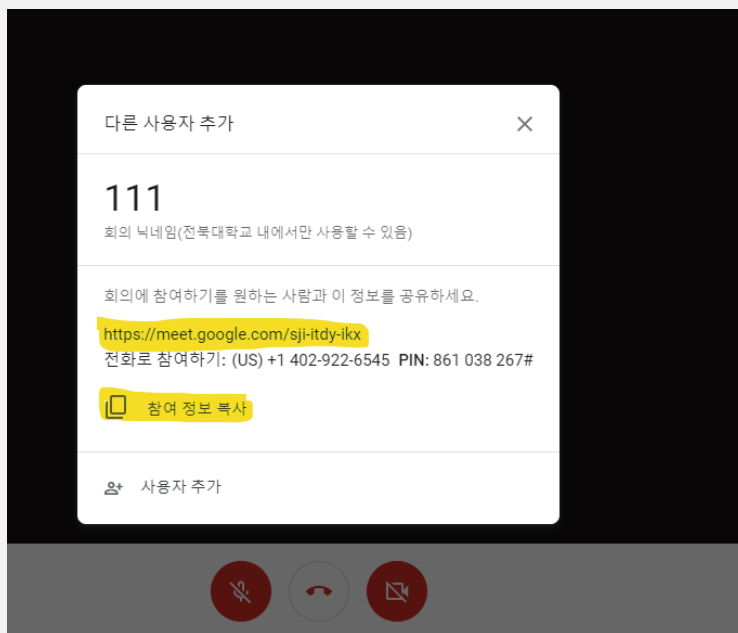 다른 사용자 추가
111
회의 닉네임(전북대학교 내에서만 사용할 수 있음)
회의에 참여하기를 원하는 사람과 이 정보를 공유하세요.
https://meet.google.com/sji-itdy-ikx
전화로 참여하기: (US) +1 402-922-6545 PIN: 861 038 267#
참여 정보 복사
사용자 추가